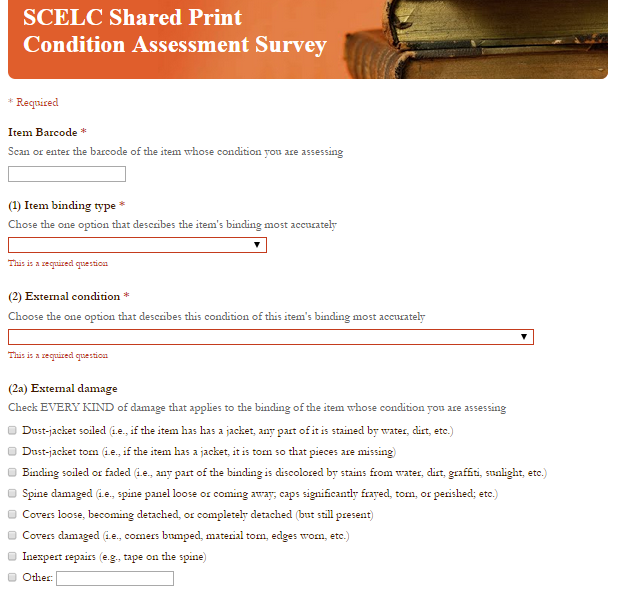 SCELC Shared Print
Condition Assessment Survey
* Required
Item Barcode *
Scan or enter the barcode of the item whose condition you are assessing
(1) Item binding type *
Chose the one option that describes the item's binding most accurately
This is a required question
(2) External condition *
Choose the one option that describes this condition of this item's binding most accurately
This is a required question
(2a) External damage
Check EVERY KIND of damage that applies to the binding of the item whose condition you are assessing
Dust-jacket soiled (i.e., if the item has has a jacket, any part of it is stained by water, dirt, etc.)
Dust-jacket torn (i.e., if the item has a jacket, it is torn so that pieces are missing)
Binding soiled or faded (i.e., any part of the binding is discolored by stains from water, dirt, graffiti, sunlight, etc.)
Spine damaged (i.e., spine panel loose or coming away; caps significantly frayed, torn, or perished; etc.)
Covers loose, becoming detached, or completely detached (but still present)
Covers damaged (i.e., corners bumped, material torn, edges worn, etc.)
Inexpert repairs (e.g., tape on the spine)
Other: